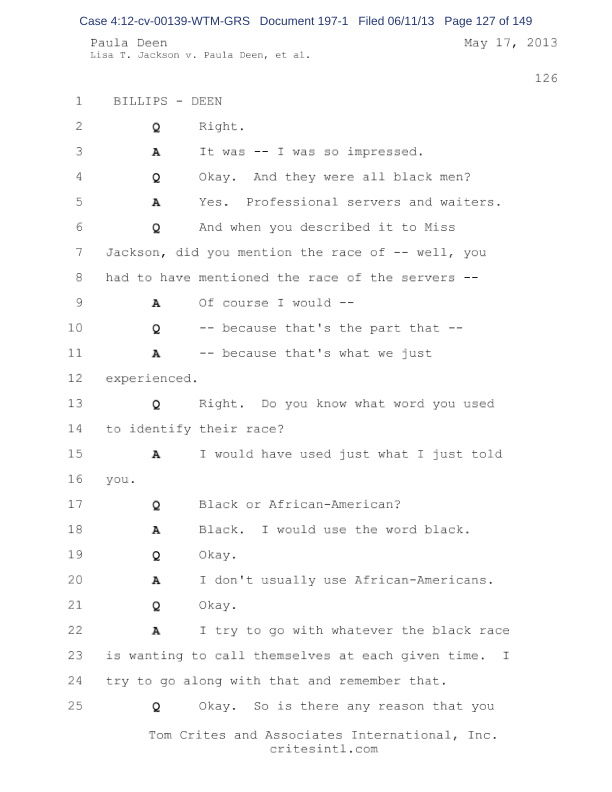 Case 4:12-cv-00139-WTM-GRS Document 197-1 Filed 06/11/13 Page 127 of 149
Paula Deen May 17, 2013
Lisa T. Jackson v. Paula Deen, et al.
126
1 BILLIPS - DEEN
2 Q Right.
3 A It was -- I was so impressed.
4 Q Okay. And they were all black men?
5 A Yes. Professional servers and waiters.
6 Q And when you described it to Miss
7 Jackson, did you mention the race of -- well, you
8 had to have mentioned the race of the servers --
9 A Of course I would --
10 Q -- because that's the part that --
11 A -- because that's what we just
12 experienced.
13 Q Right. Do you know what word you used
14 to identify their race?
15 A I would have used just what I just told
16 you.
17 Q Black or African-American?
18 A Black. I would use the word black.
19 Q Okay.
20 A I don't usually use African-Americans.
21 Q Okay.
22 A I try to go with whatever the black race
23 is wanting to call themselves at each given time. I
24 try to go along with that and remember that.
25 Q Okay. So is there any reason that you
Tom Crites and Associates International, Inc.
critesintl.com